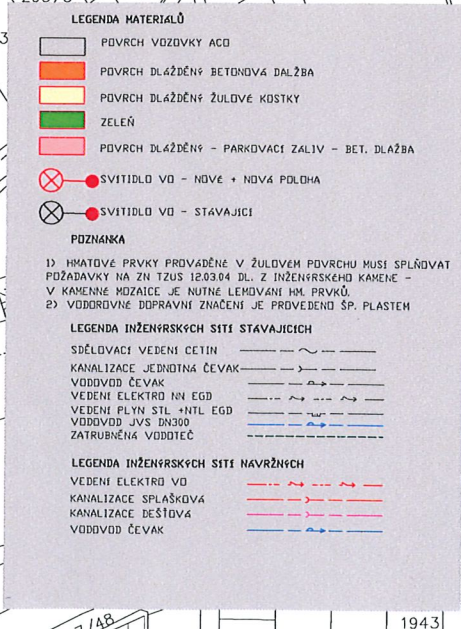 LEGENDA MATERIÁLŮ
POVRCH VOZOVKY ACO
POVRCH DLÁŽDĚNÝ BETONOVÁ DALŽBA
POVRCH DLÁŽDĚNÝ ŽULOVÉ KOSTKY
ZELEŇ
POVRCH DLÁŽDĚNÝ - PARKOVACÍ ZÁLIV - BET. DLAŽBA
SVÍTIDLO VO - NOVÉ + NOVÁ POLOHA
SVÍTIDLO VO - STÁVAJÍCÍ
POZNÁNKA
1) HMATOVÉ PRVKY PROVÁDĚNÉ V ŽULOVÉM POVRCHU MUSÍ SPLŇOVAT
POŽADAVKY NA ZN TZUS 12.03.04 DL. Z INŽENÝRSKÉHO KAMENE -
V KAMENNÉ MOZAICE JE NUTNÉ LEMOVÁNÍ HM. PRVKŮ.
2) VODOROVNÉ DOPRAVNÍ ZNAČENÍ JE PROVEDENO ŠP. PLASTEM
LEGENDA INŽENÝRSKÝCH SÍTÍ STÁVAJÍCÍCH
SDĚLOVACÍ VEDENÍ CETIN
KANALIZACE JEDNOTNÁ ČEVAK
VODOVOD ČEVAK
VEDENÍ ELEKTRO NN EGD
VEDENÍ PLYN STL +NTL EGD
VODOVOD JVS DN300
ZATRUBNĚNÁ VODOTEČ
LEGENDA INŽENÝRSKÝCH SÍTÍ NAVRŽNÝCH
VEDENÍ ELEKTRO VO
KANALIZACE SPLAŠKOVÁ
KANALIZACE DEŠŤOVÁ
VODOVOD ČEVAK
7/48
1943